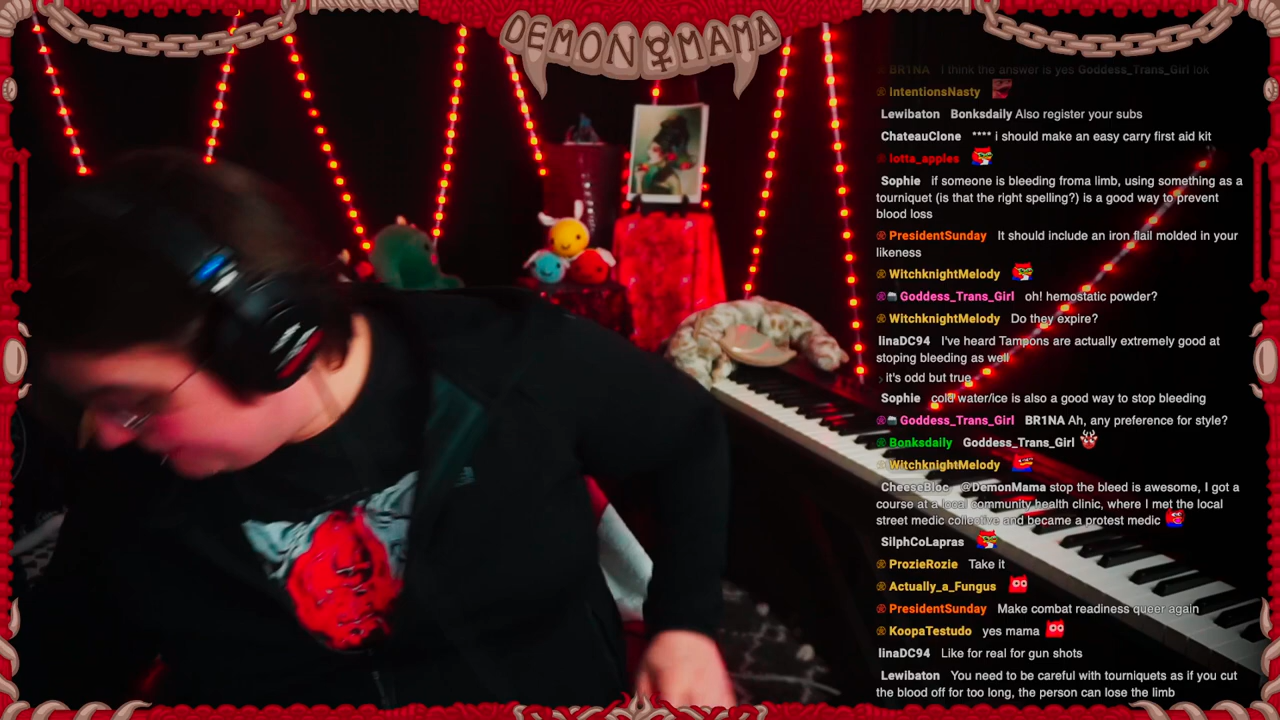 DEMON MAMA
BR1NA I think the answer is yes Goddess_Trans_Girl lok
IntentionsNasty
Lewibaton Bonksdaily Also register your subs
ChateauClone **** i should make an easy carry first aid kit
lotta_apples
Sophie if someone is bleeding froma limb, using something as a
tourniquet (is that the right spelling?) is a good way to prevent
blood loss
PresidentSunday It should include an iron flail molded in your
likeness
WitchknightMelody
Goddess_Trans_Girl oh! hemostatic powder?
WitchknightMelody Do they expire?
linaDC94 I've heard Tampons are actually extremely good at
stoping bleeding as well
› it's odd but true
Sophie cold water/ice is also a good way to stop bleeding
Goddess_Trans_Girl BR1NA Ah, any preference for style?
Bonksdaily Goddess_Trans_Girl
WitchknightMelody
CheeseBloc @DemonMama stop the bleed is awesome, I got a
course at a local community health clinic, where I met the local
street medic collective and became a protest medic
SilphCoLapras
ProzieRozie Take it
Actually_a_Fungus
PresidentSunday Make combat readiness queer again
KoopaTestudo yes mama
linaDC94 Like for real for gun shots
Lewibaton You need to be careful with tourniquets as if you cut
the blood off for too long, the person can lose the limb